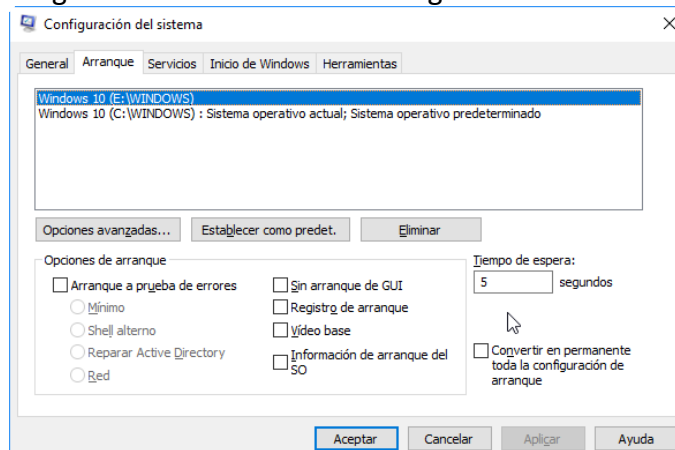 Configuración del sistema
General Arranque Servicios Inicio de Windows Herramientas
Windows 10 (E:\WINDOWS)
Windows 10 (C:\WINDOWS) : Sistema operativo actual; Sistema operativo predeterminado
Opciones avanzadas... Establecer como predet. Eliminar
Opciones de arranque
Tiempo de espera:
Arranque a prueba de errores
Sin arranque de GUI
5 segundos
Mínimo
Registro de arranque
Shell alterno
Vídeo base
Reparar Active Directory
Información de arranque del
SO
Red
Convertir en permanente
toda la configuración de
arranque
Aceptar Cancelar Aplicar Ayuda